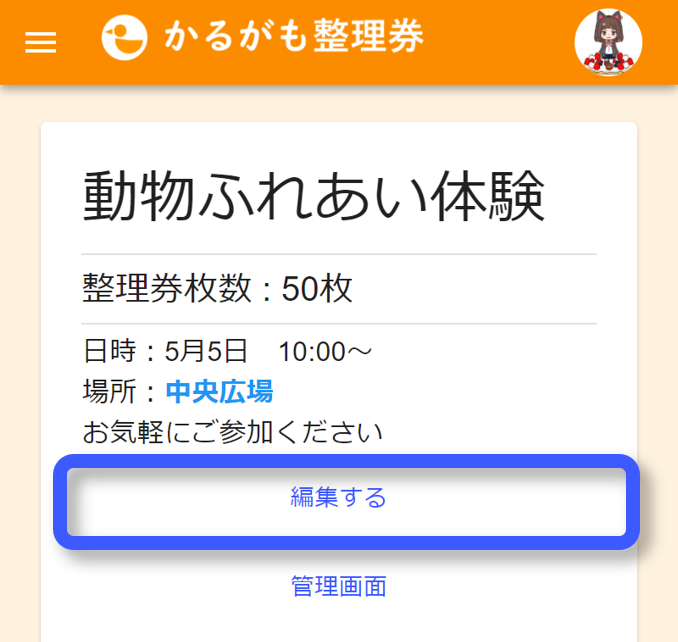 かるがも整理券
動物ふれあい体験
整理券枚数 : 50枚
日時：5月5日　10:00～
場所：中央広場
お気軽にご参加ください
編集する
管理画面